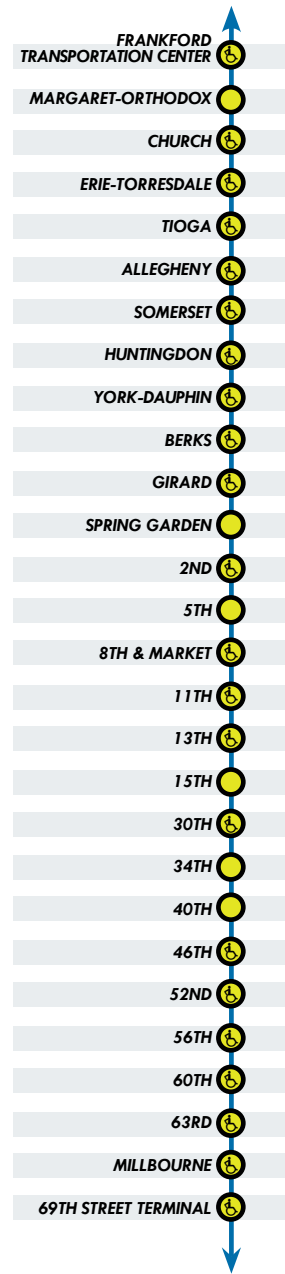 FRANKFORD
TRANSPORTATION CENTER
MARGARET-ORTHODOX
CHURCH
ERIE-TORRESDALE
TIOGA
ALLEGHENY
SOMERSET
HUNTINGDON
YORK-DAUPHIN
BERKS
GIRARD
SPRING GARDEN
2ND
5TH
8TH & MARKET
11TH
13TH
15TH
30TH
34TH
40TH
46TH
52ND
56TH
60TH
63RD
MILLBOURNE
69TH STREET TERMINAL